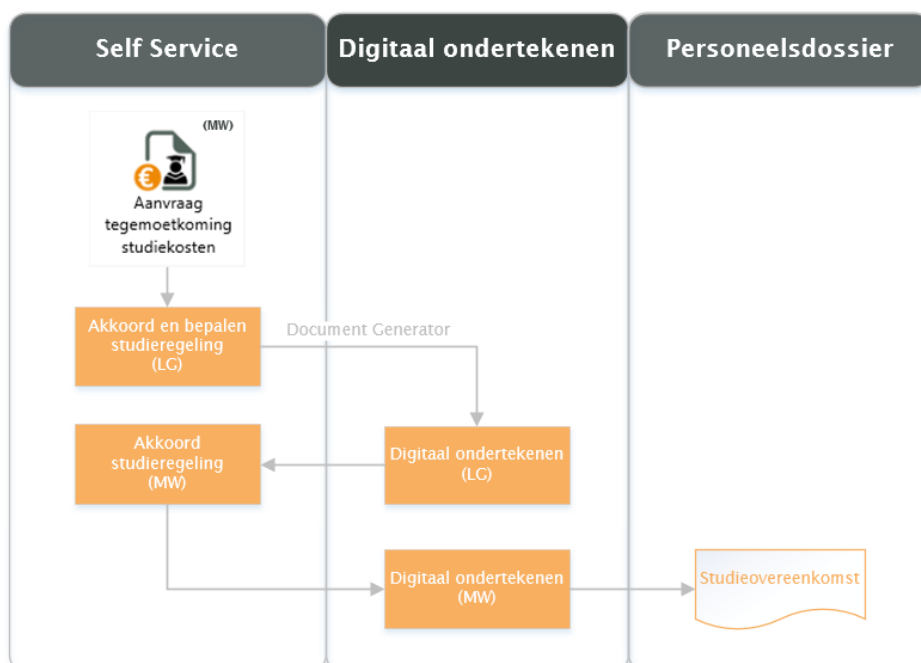 Self Service
Digitaal ondertekenen
Personeelsdossier
(MW)
Aanvraag
tegemoetkoming
studiekosten
Akkoord en bepalen
studieregeling
(LG)
Document Generator
Akkoord
studieregeling
(MW)
Digitaal ondertekenen
(LG)
Digitaal ondertekenen
(MW)
Studieovereenkomst